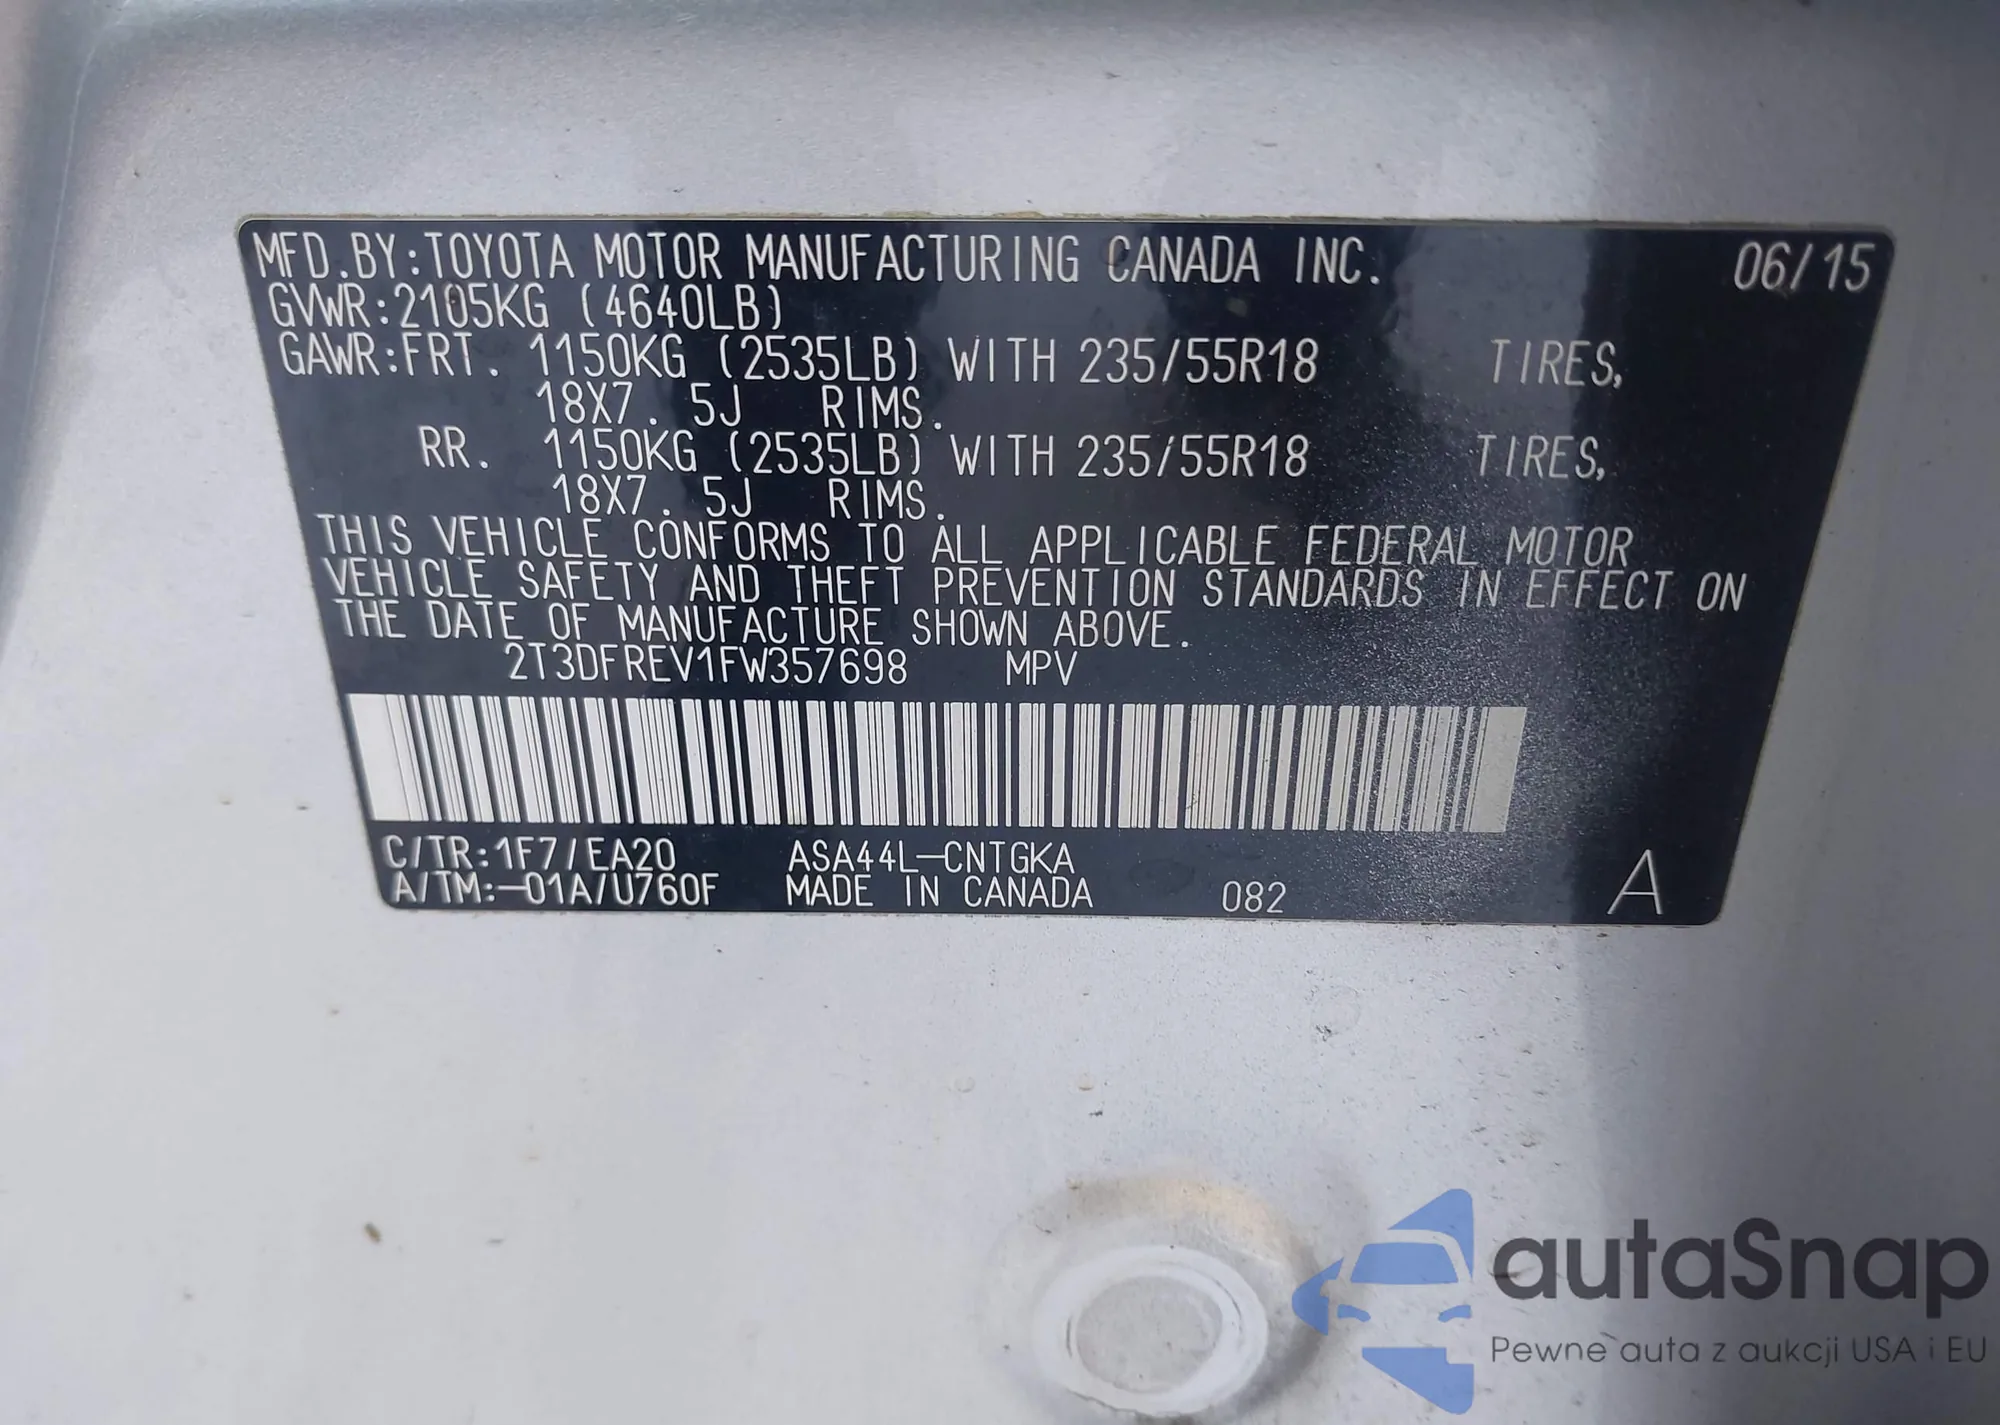 MFD.BY:TOYOTA MOTOR MANUFACTURING CANADA INC. 06/15
GVWR:2105KG (4640LB)
GAWR:FRT. 1150KG (2535LB) WITH 235/55R18 TIRES,
18X7.5J RIMS.
RR. 1150KG (2535LB) WITH 235/55R18 TIRES,
18X7.5J RIMS.
THIS VEHICLE CONFORMS TO ALL APPLICABLE FEDERAL MOTOR
VEHICLE SAFETY AND THEFT PREVENTION STANDARDS IN EFFECT ON
THE DATE OF MANUFACTURE SHOWN ABOVE.
2T3DFREV1FW357698 MPV
C/TR:1F7/EA20 ASA44L-CNTGKA
A/TM:-01A/U760F MADE IN CANADA 082 A
autaSnap
Pewne auta z aukcji USA i EU